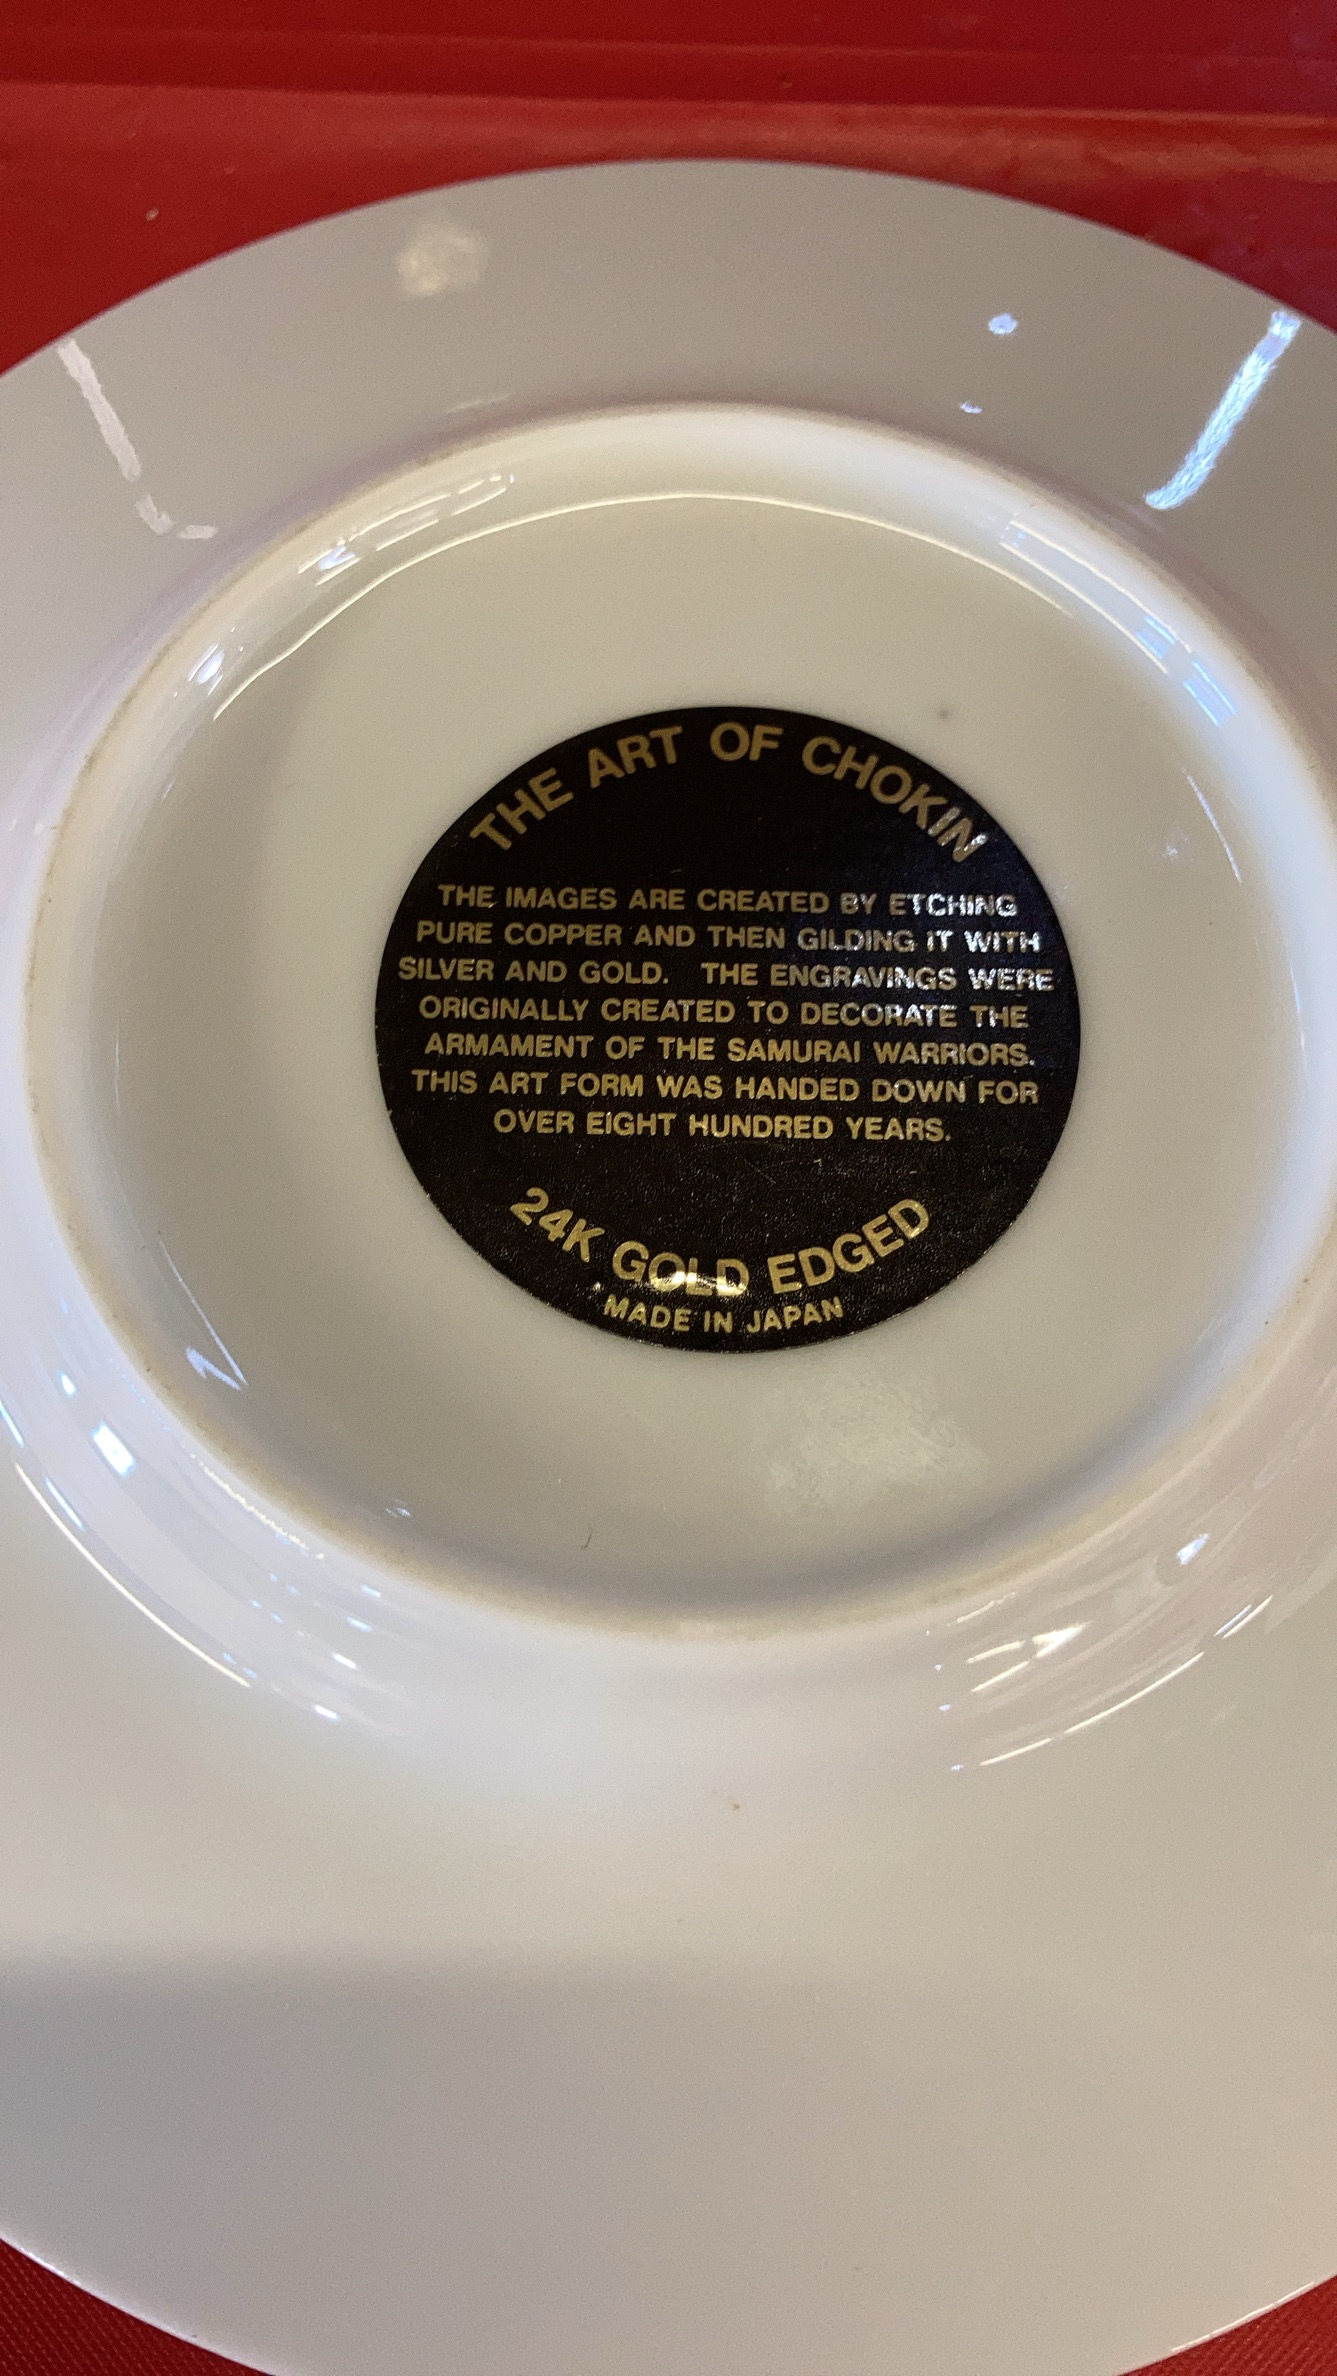 THE ART OF CHOKIN
THE IMAGES ARE CREATED BY ETCHING
PURE COPPER AND THEN GILDING IT WITH
SILVER AND GOLD. THE ENGRAVINGS WERE
ORIGINALLY CREATED TO DECORATE THE
ARMAMENT OF THE SAMURAI WARRIORS.
THIS ART FORM WAS HANDED DOWN FOR
OVER EIGHT HUNDRED YEARS.
24K GOLD EDGED
MADE IN JAPAN